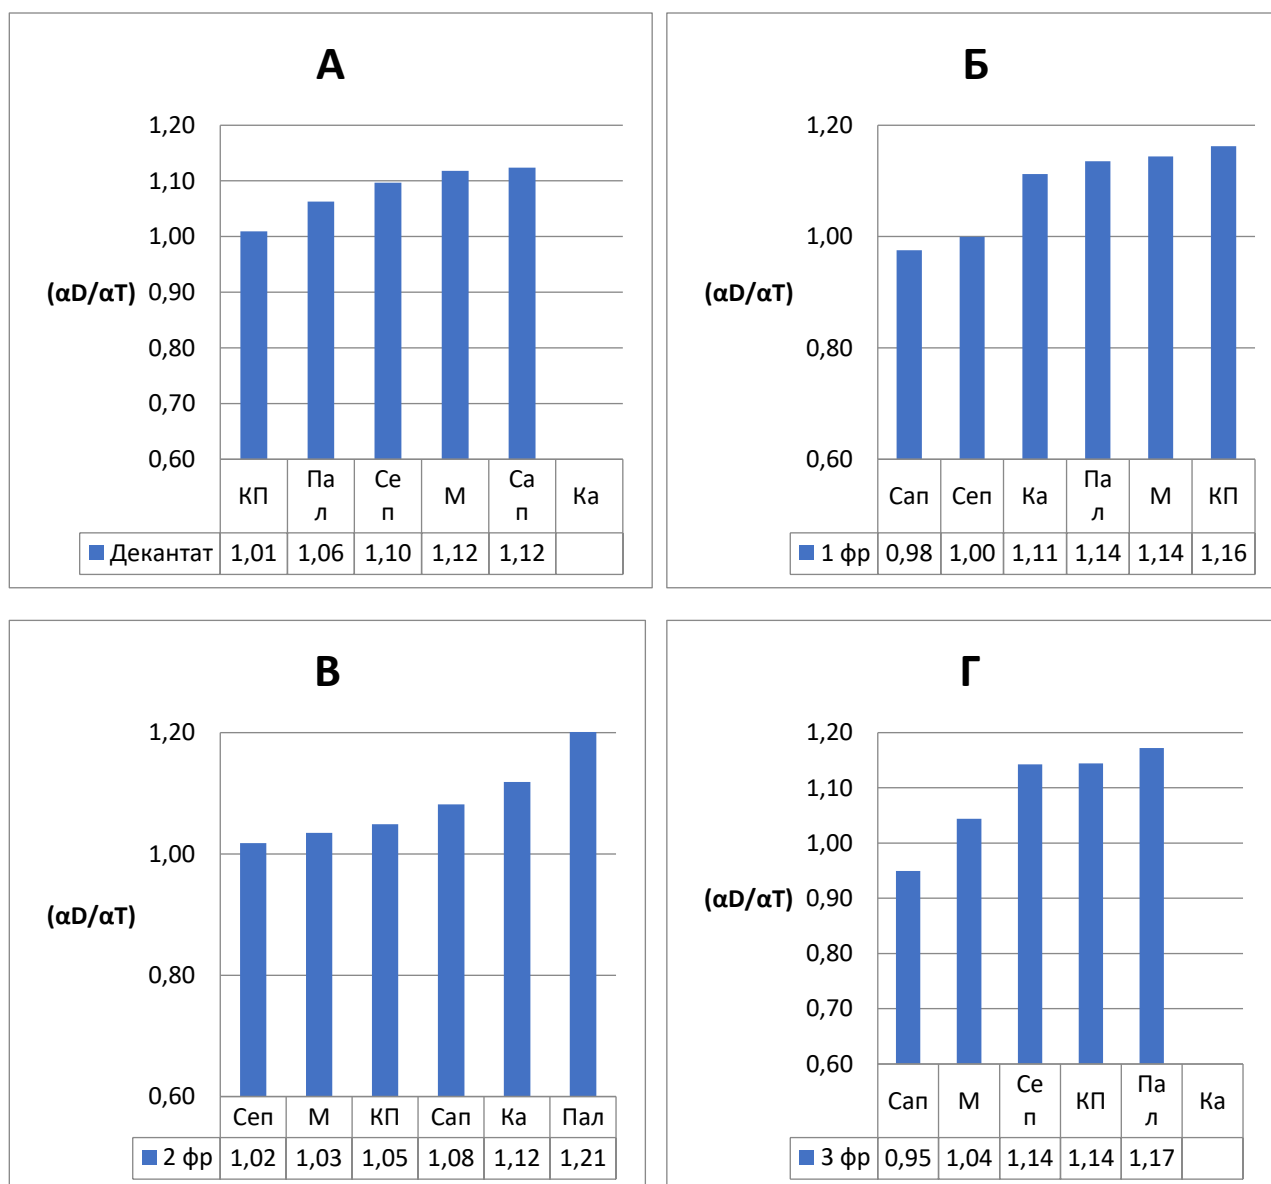 А
1,20
1,10
1,00
(αD/αT) 0,90
0,80
0,70
0,60
КП Па Се М Са Ка
л п п
Декантат 1,01 1,06 1,10 1,12 1,12
Б
1,20
1,00
(αD/αT)
0,80
0,60
Сап Сеп Ка Па М КП
л
1 фр 0,98 1,00 1,11 1,14 1,14 1,16
В
1,20
1,00
(αD/αT)
0,80
0,60
Сеп М КП Сап Ка Пал
2 фр 1,02 1,03 1,05 1,08 1,12 1,21
Г
1,20
1,10
1,00
(αD/αT) 0,90
0,80
0,70
0,60
Сап М Се КП Па Ка
п л
3 фр 0,95 1,04 1,14 1,14 1,17